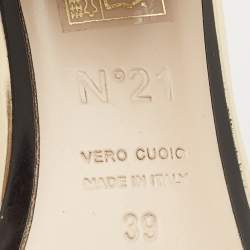 N°21
VERO CUOIO
MADE IN ITALY
39